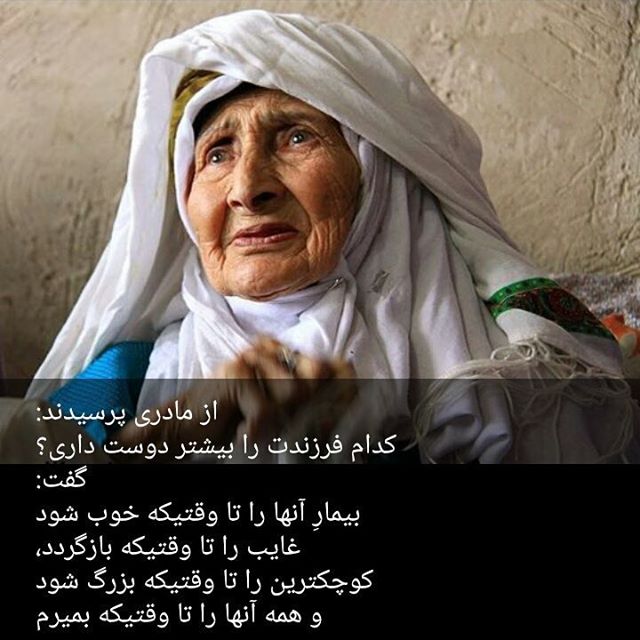 از مادری پرسیدند:
کدام فرزندت را بیشتر دوست داری؟
گفت:
بیمارِ آنها را تا وقتیکه خوب شود
غایب را تا وقتیکه بازگردد،
کوچکترین را تا وقتیکه بزرگ شود
و همه آنها را تا وقتیکه بمیرم